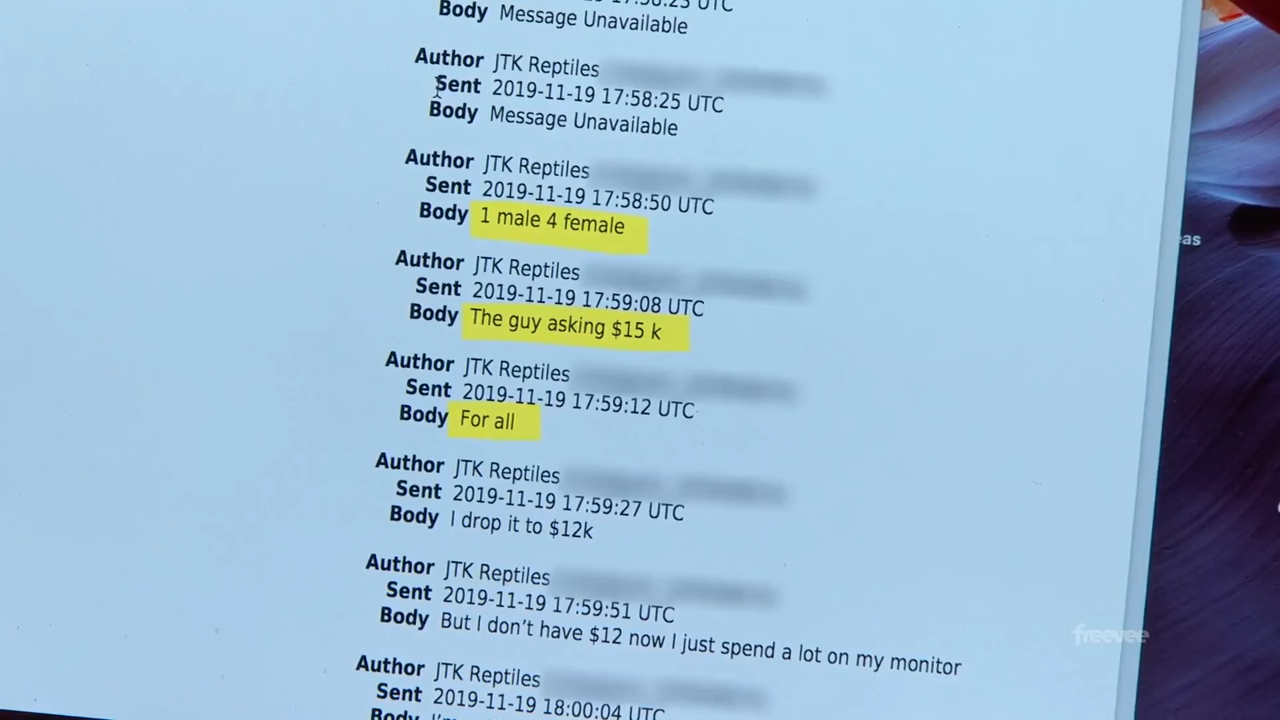 Body Message Unavailable
Author JTK Reptiles
Sent 2019-11-19 17:58:25 UTC
Body Message Unavailable
Author JTK Reptiles
Sent 2019-11-19 17:58:50 UTC
Body 1 male 4 female
Author JTK Reptiles
Sent 2019-11-19 17:59:08 UTC
Body The guy asking $15 k
Author JTK Reptiles
Sent 2019-11-19 17:59:12 UTC
Body For all
Author JTK Reptiles
Sent 2019-11-19 17:59:27 UTC
Body I drop it to $12k
Author JTK Reptiles
Sent 2019-11-19 17:59:51 UTC
Body But I don’t have $12 now I just spend a lot on my monitor
Author JTK Reptiles
Sent 2019-11-19 18:00:04 UTC
Body
eas
freevee